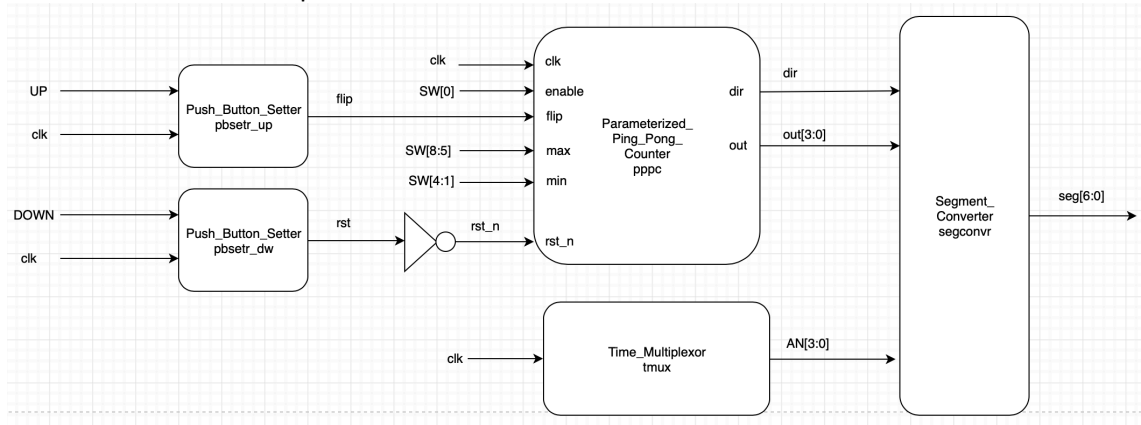 UP
clk
Push_Button_Setter
pbsetr_up
flip
DOWN
clk
Push_Button_Setter
pbsetr_dw
rst
rst_n
clk
SW[0]
SW[8:5]
SW[4:1]
clk
enable
flip
max
min
rst_n
Parameterized_
Ping_Pong_
Counter
pppc
dir
out
dir
out[3:0]
clk
Time_Multiplexor
tmux
AN[3:0]
Segment_
Converter
segconvr
seg[6:0]